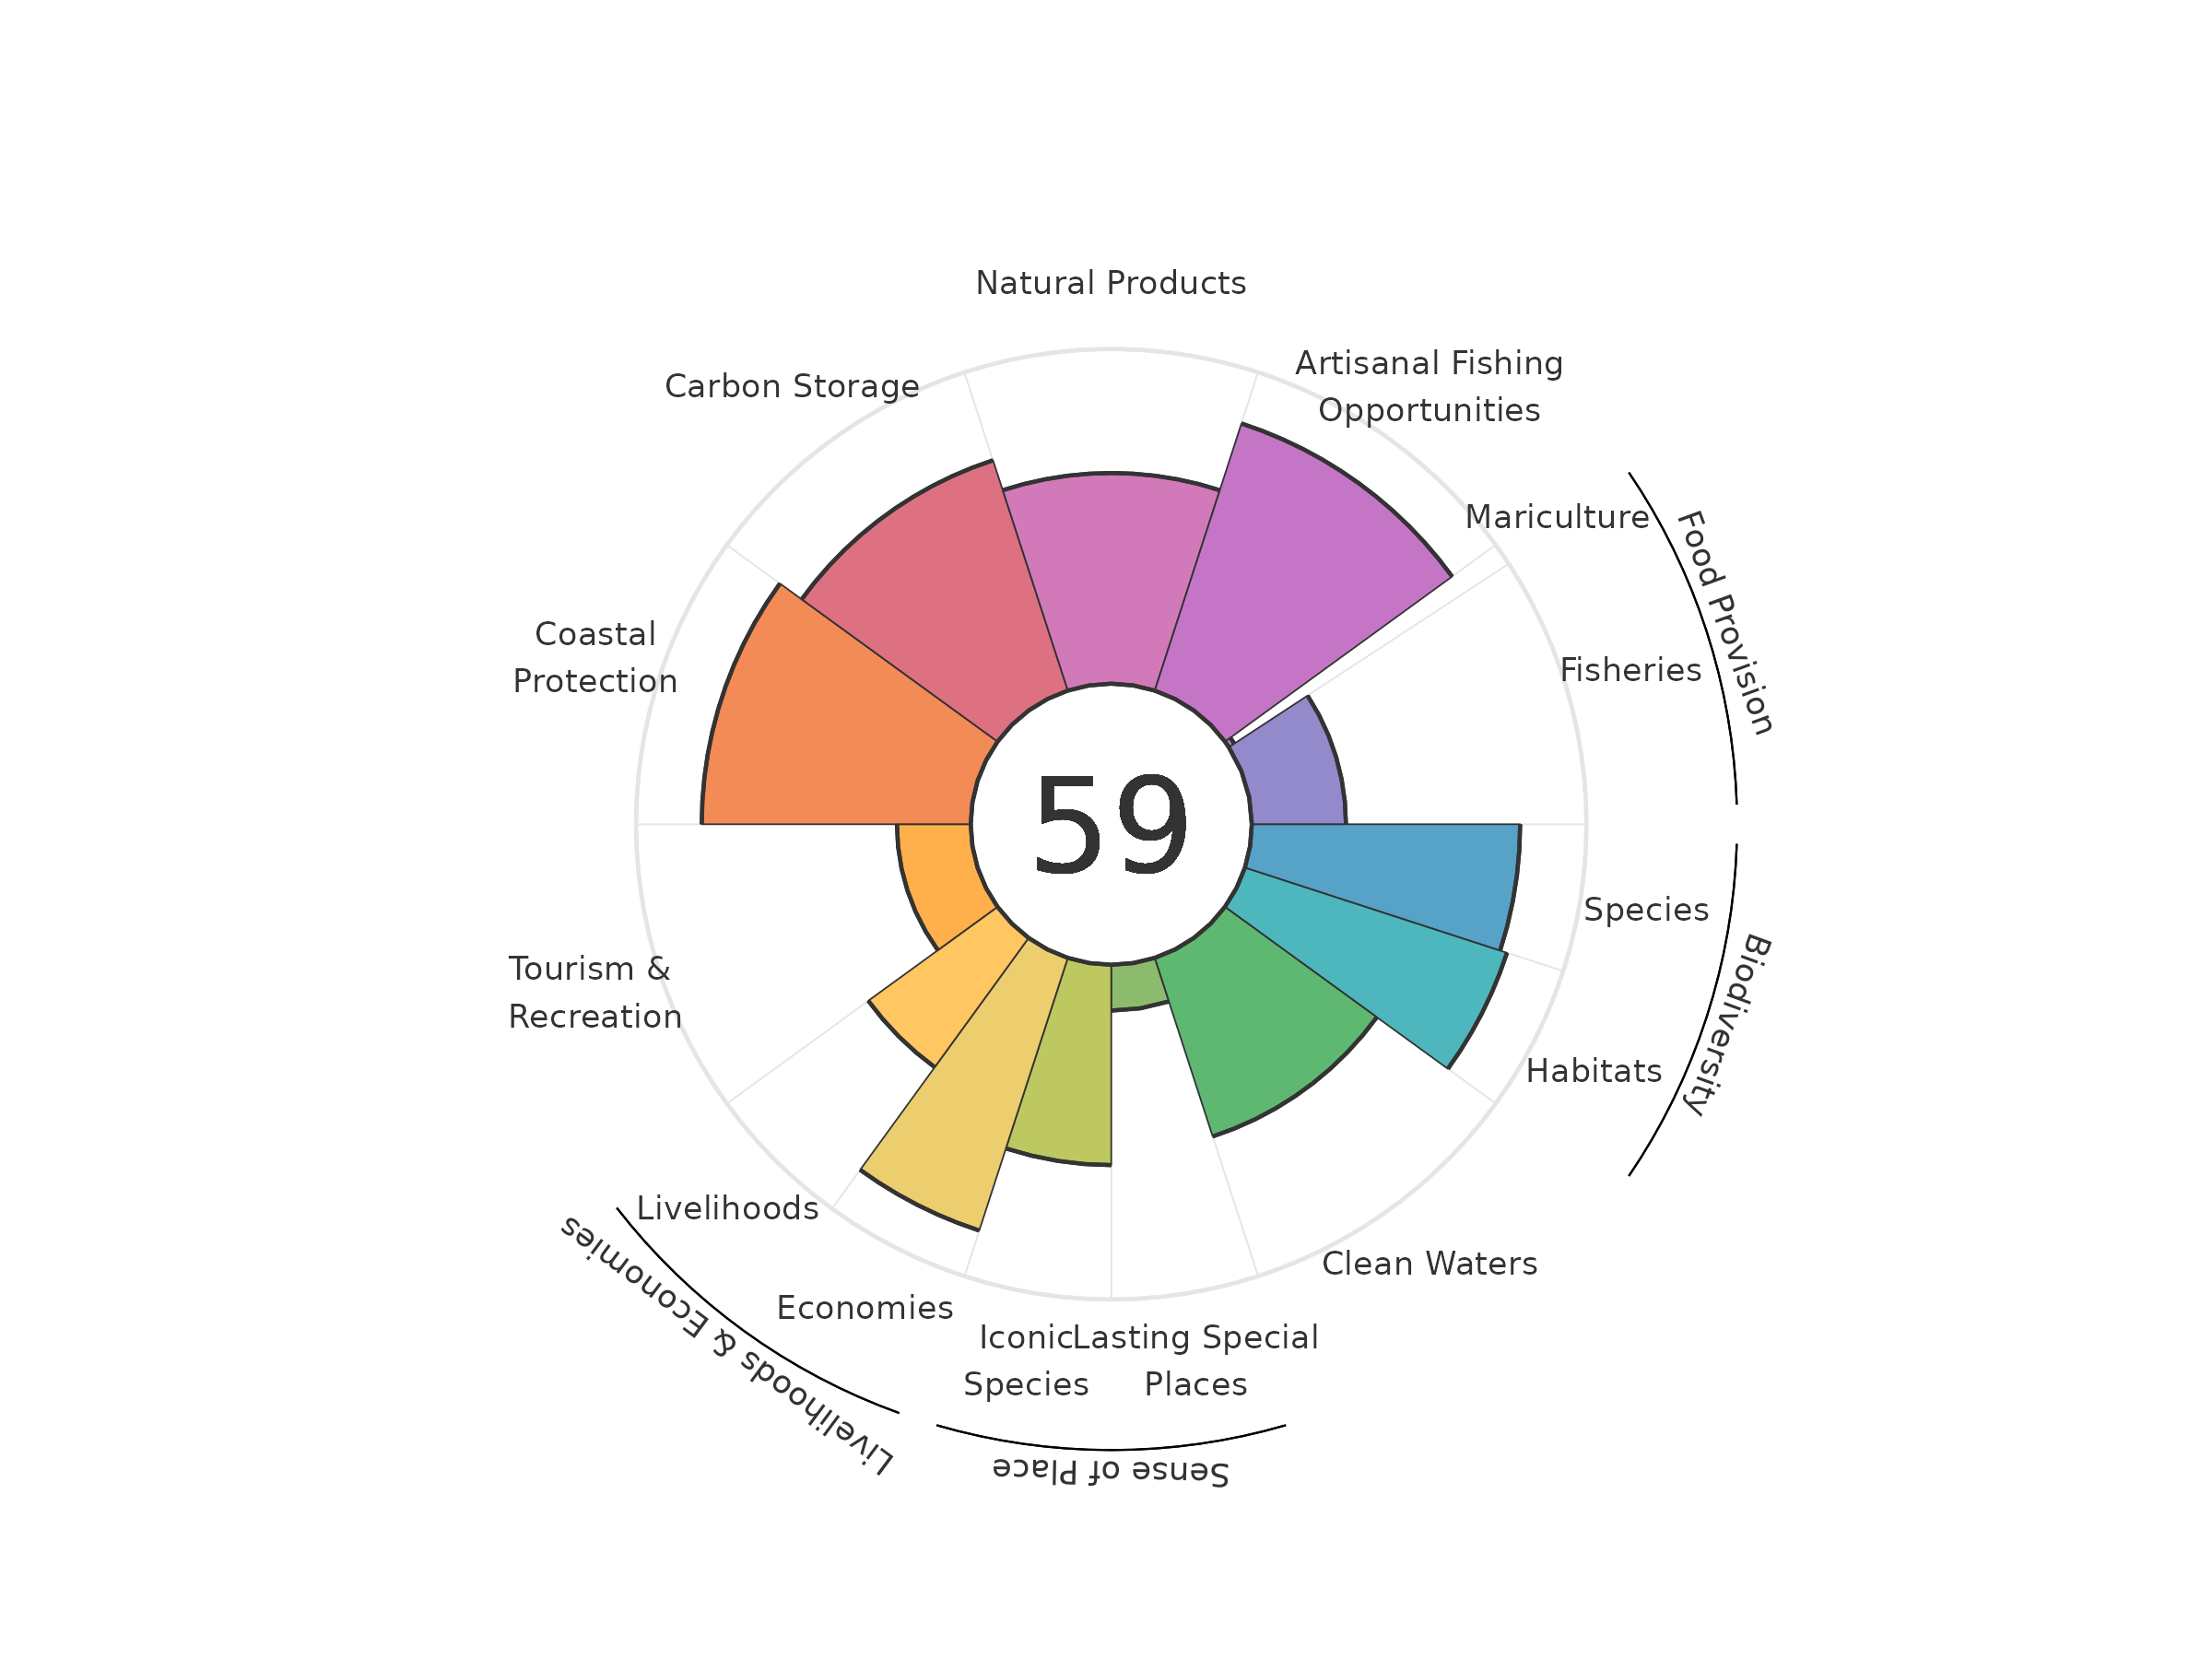 Natural Products
Artisanal Fishing
Opportunities
Carbon Storage
Mariculture
Food Provision
Coastal
Protection
Fisheries
59
Species
Biodiversity
Tourism &
Recreation
Habitats
Livelihoods
Clean Waters
Livelihoods & Economies
Economies
Iconic
Species
Lasting Special
Places
Sense of Place